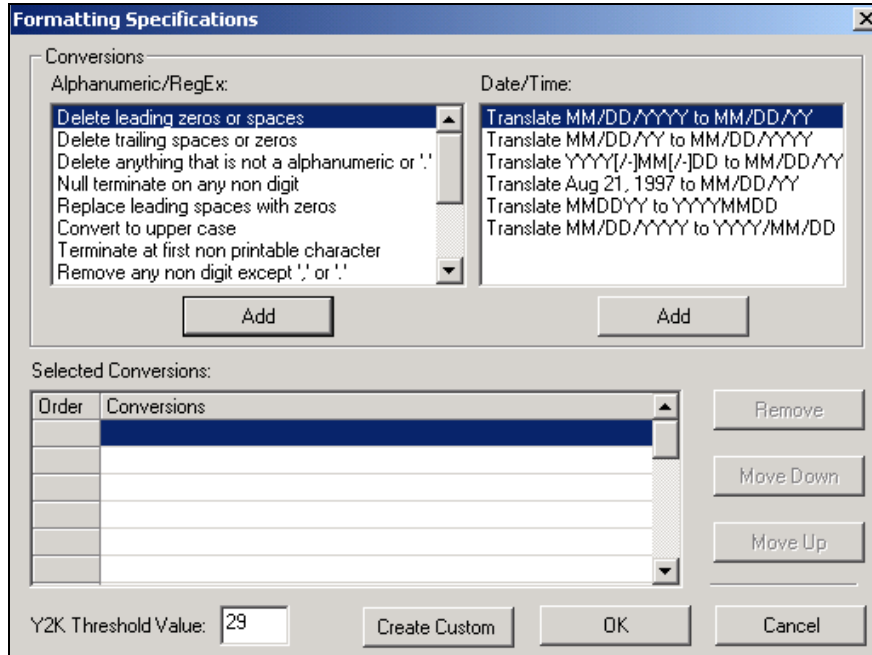 Formatting Specifications
Conversions
Alphanumeric/RegEx:
Delete leading zeros or spaces
Delete trailing spaces or zeros
Delete anything that is not a alphanumeric or '.'
Null terminate on any non digit
Replace leading spaces with zeros
Convert to upper case
Terminate at first non printable character
Remove any non digit except ',' or '.'
Add
Date/Time:
Translate MM/DD/YYYY to MM/DD/YY
Translate MM/DD/YY to MM/DD/YYYY
Translate YYYY[/-]MM[/-]DD to MM/DD/YY
Translate Aug 21, 1997 to MM/DD/YY
Translate MMDDYY to YYYYMMDD
Translate MM/DD/YYYY to YYYY/MM/DD
Add
Selected Conversions:
Order Conversions
Remove
Move Down
Move Up
Y2K Threshold Value: 29
Create Custom
OK
Cancel